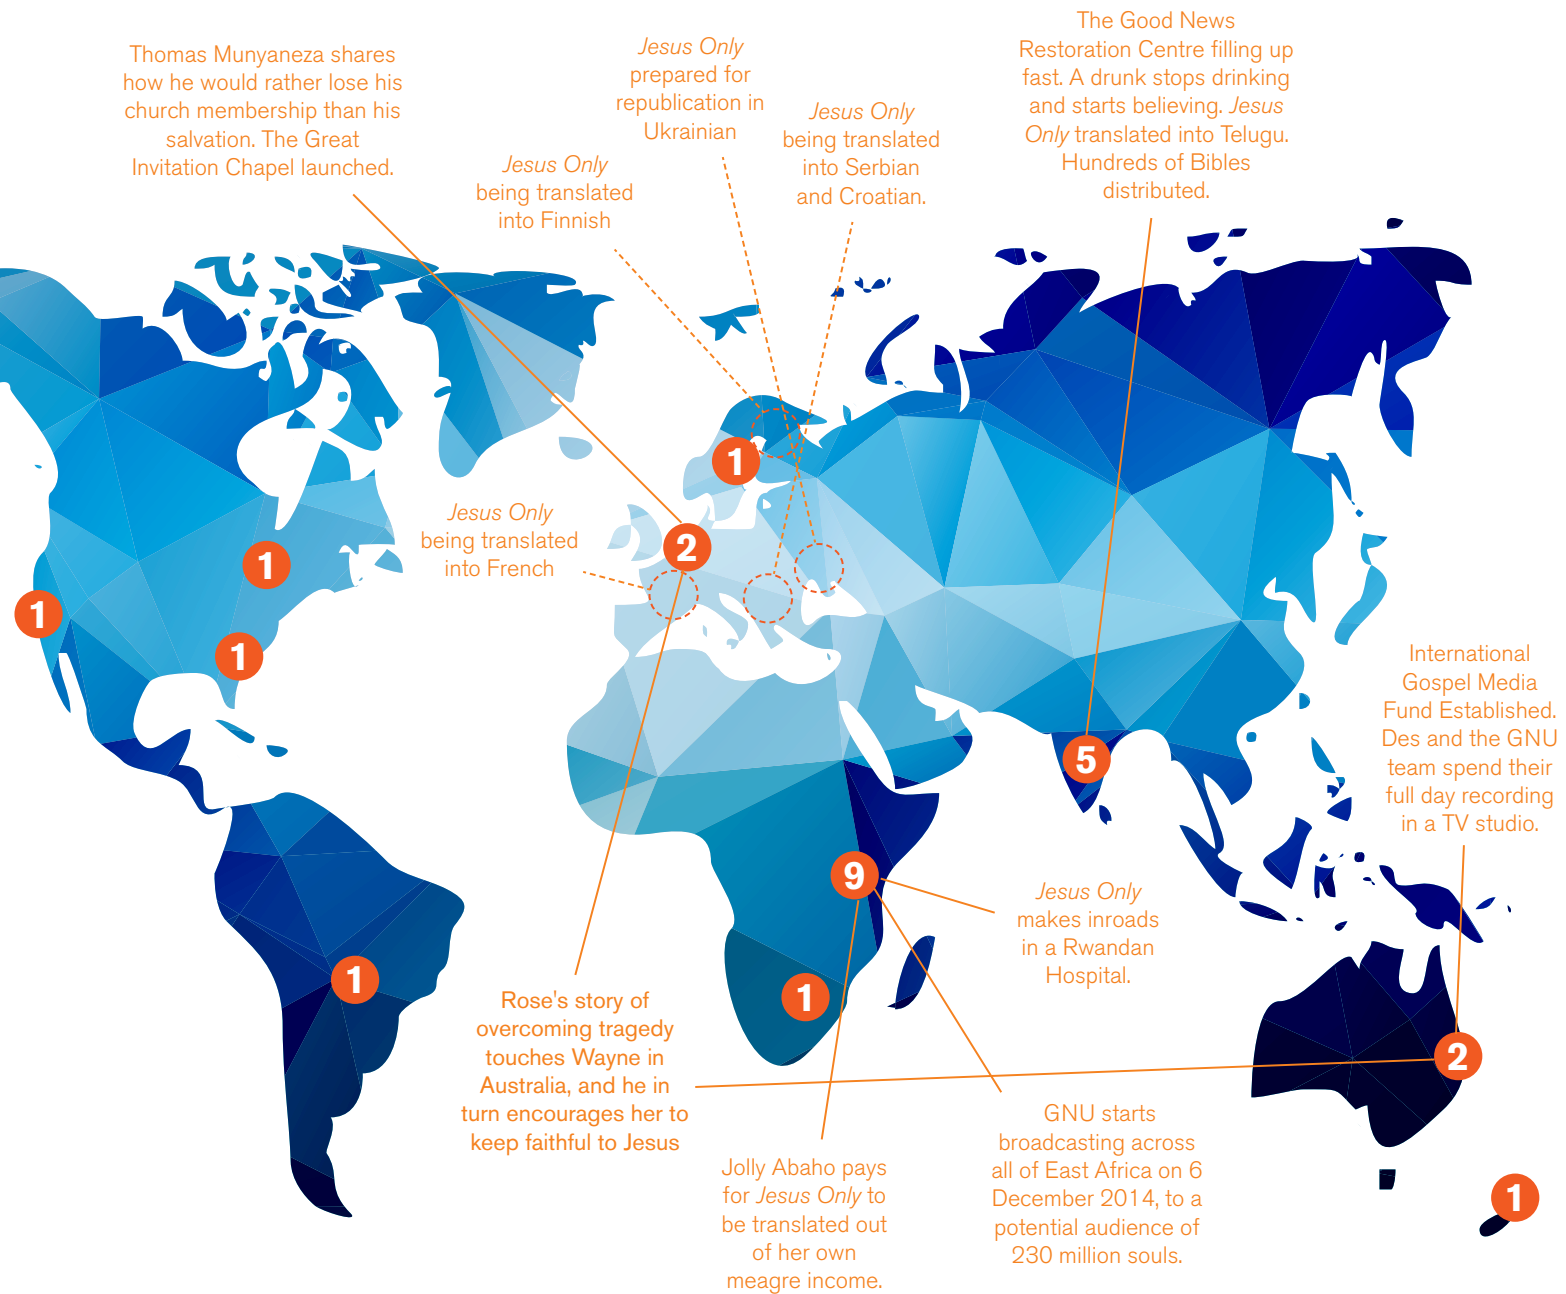 Thomas Munyaneza shares
how he would rather lose his
church membership than his
salvation. The Great
Invitation Chapel launched.
Jesus Only
being translated
into Finnish
Jesus Only
prepared for
republication in
Ukrainian
Jesus Only
being translated
into Serbian
and Croatian.
The Good News
Restoration Centre filling up
fast. A drunk stops drinking
and starts believing. Jesus
Only translated into Telugu.
Hundreds of Bibles
distributed.
Jesus Only
being translated
into French
1
2
1
1
1
International
Gospel Media
Fund Established.
Des and the GNU
team spend their
full day recording
in a TV studio.
5
9
Jesus Only
makes inroads
in a Rwandan
Hospital.
1
1
Rose's story of
overcoming tragedy
touches Wayne in
Australia, and he in
turn encourages her to
keep faithful to Jesus
2
Jolly Abaho pays
for Jesus Only to
be translated out
of her own
meagre income.
GNU starts
broadcasting across
all of East Africa on 6
December 2014, to a
potential audience of
230 million souls.
1